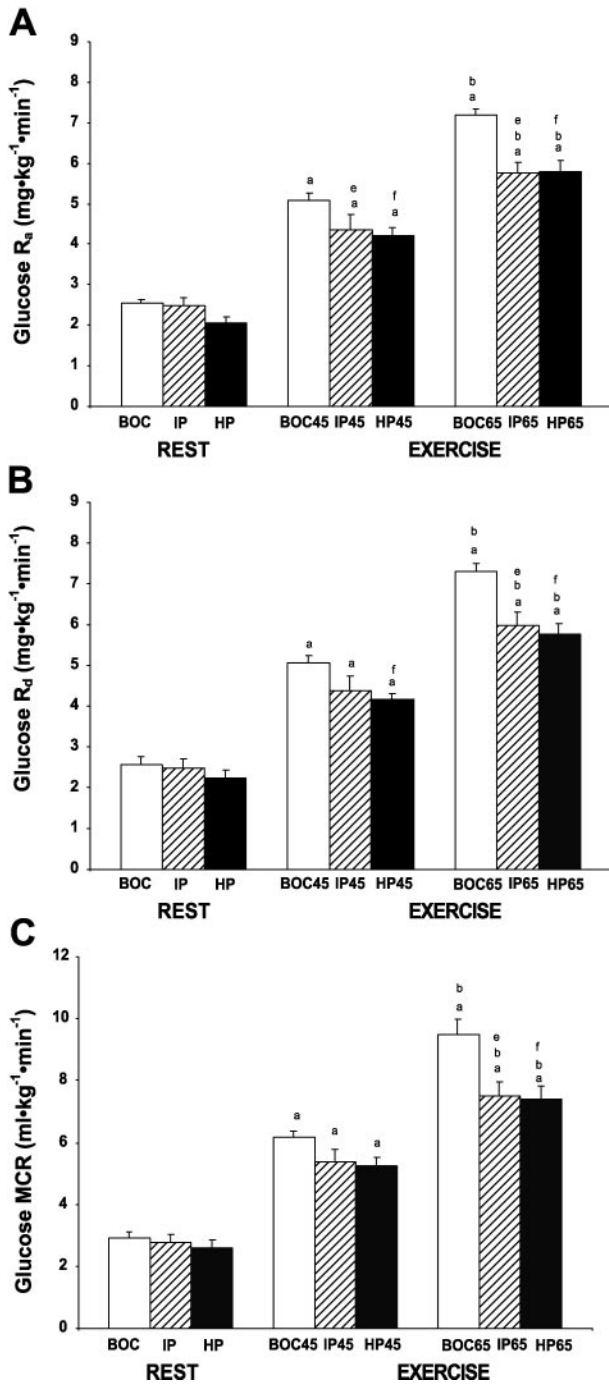 A
Glucose Rₐ (mg•kg⁻¹•min⁻¹)
9
8
7
6
5
4
3
2
1
0
a
e
a
f
a
b
a
e
b
a
f
b
a
BOC IP HP BOC45 IP45 HP45 BOC65 IP65 HP65
REST EXERCISE
B
Glucose R_d (mg•kg⁻¹•min⁻¹)
9
8
7
6
5
4
3
2
1
0
a
a
f
a
b
a
e
b
a
f
b
a
BOC IP HP BOC45 IP45 HP45 BOC65 IP65 HP65
REST EXERCISE
C
Glucose MCR (ml•kg⁻¹•min⁻¹)
12
10
8
6
4
2
0
a
a
a
b
a
e
b
a
f
b
a
BOC IP HP BOC45 IP45 HP45 BOC65 IP65 HP65
REST EXERCISE